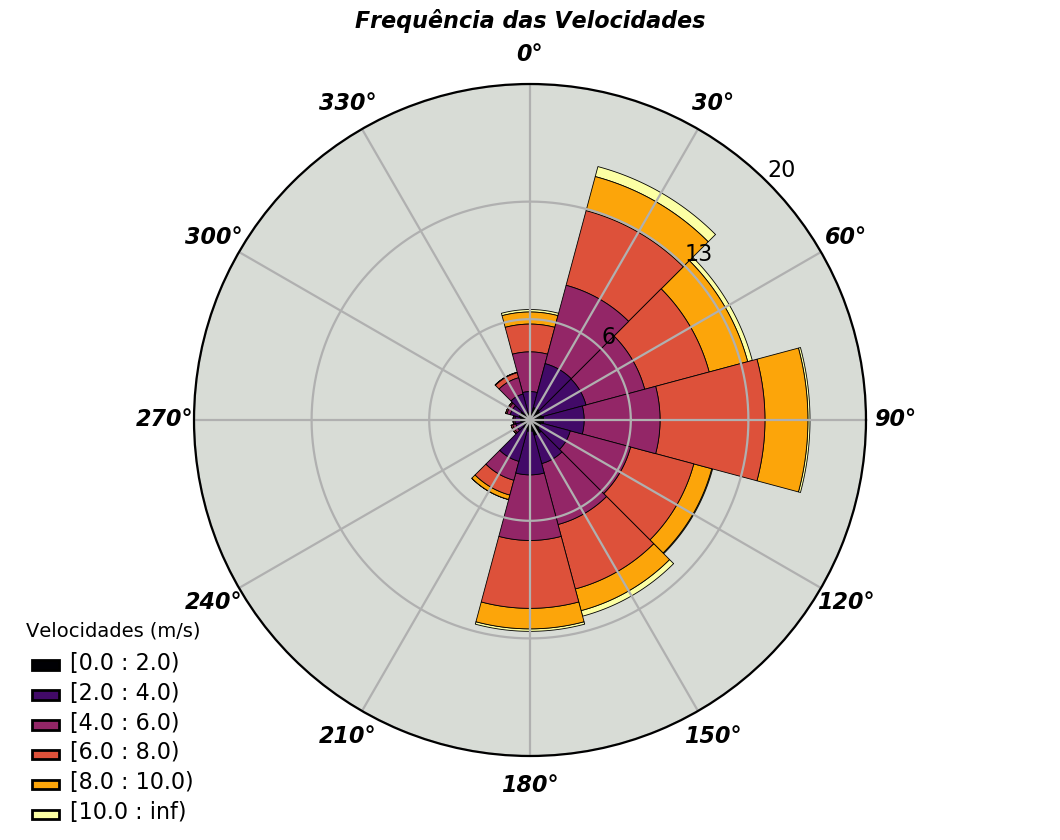 Frequência das Velocidades
0°
330°
30°
20
300°
60°
13
6
270°
90°
240°
120°
210°
150°
180°
Velocidades (m/s)
[0.0 : 2.0)
[2.0 : 4.0)
[4.0 : 6.0)
[6.0 : 8.0)
[8.0 : 10.0)
[10.0 : inf)